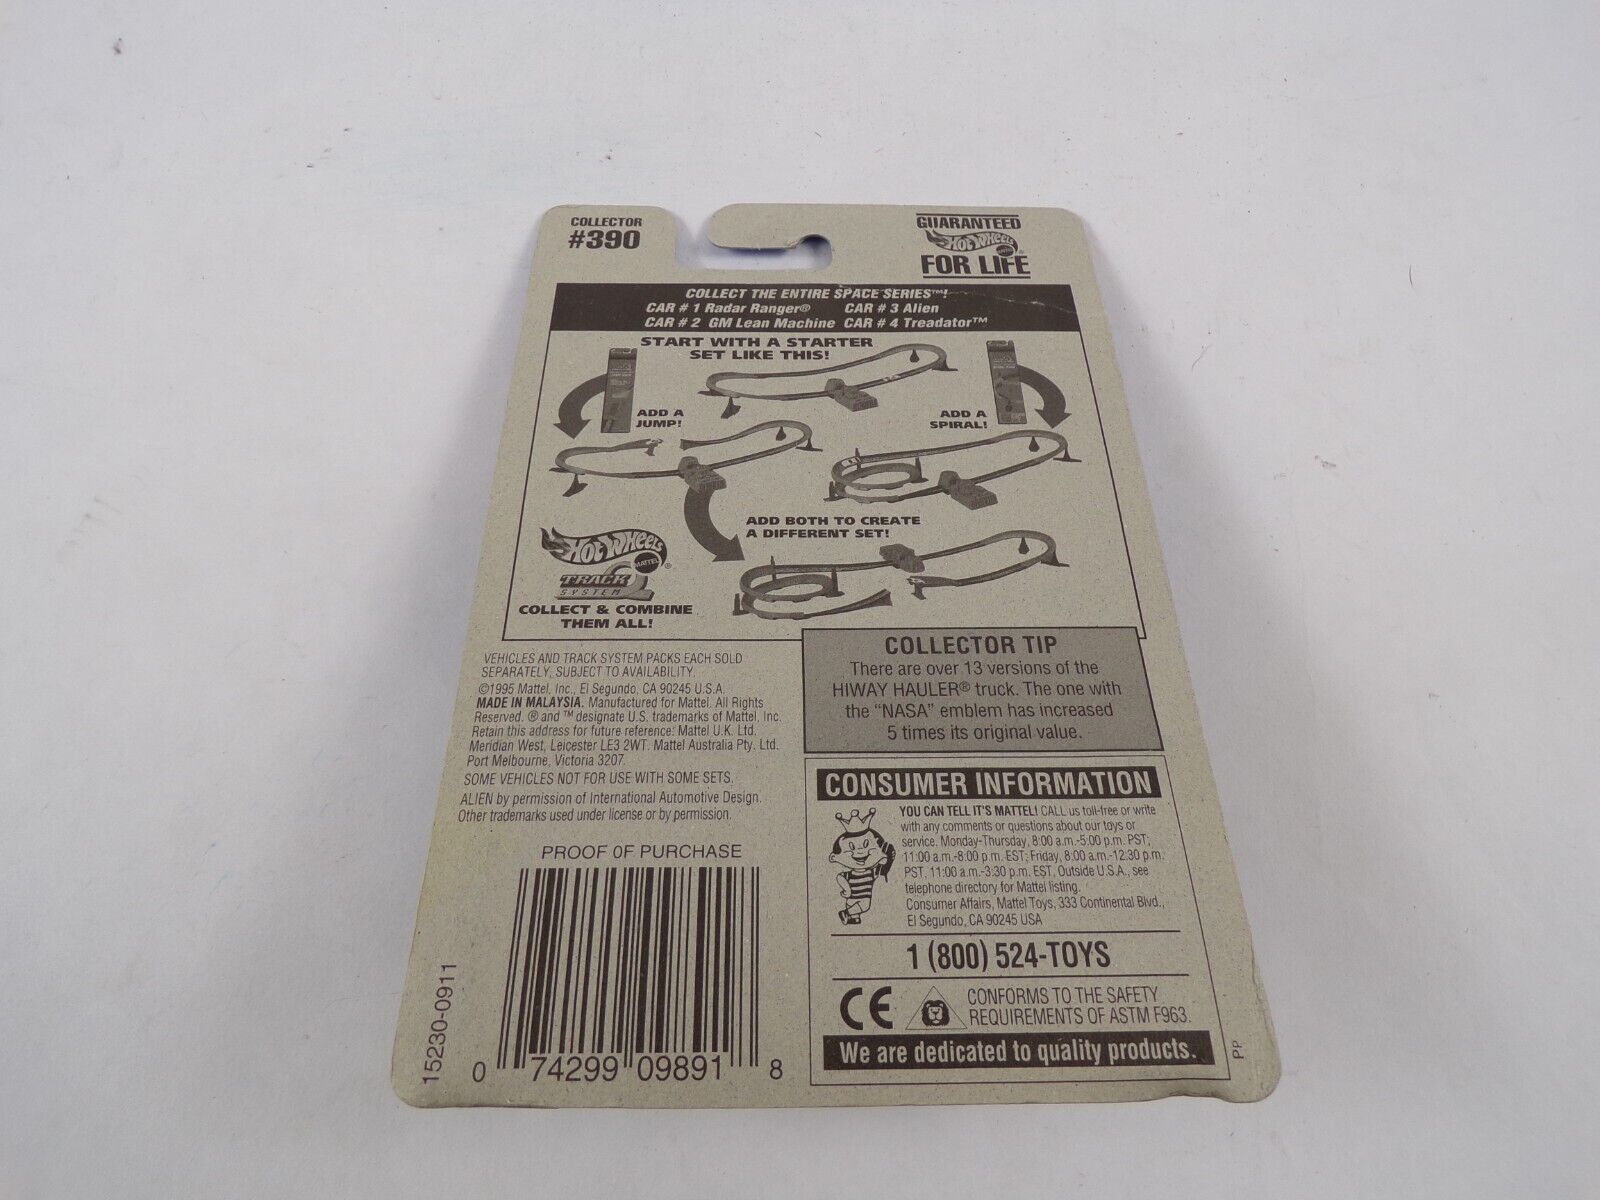 COLLECTOR
#390
GUARANTEED
HOT WHEELS
FOR LIFE
COLLECT THE ENTIRE SPACE SERIES™!
CAR # 1 Radar Ranger® CAR # 3 Alien
CAR # 2 GM Lean Machine CAR # 4 Treadator™
START WITH A STARTER
SET LIKE THIS!
ADD A
JUMP!
ADD A
SPIRAL!
ADD BOTH TO CREATE
A DIFFERENT SET!
HOT WHEELS
MATTEL
®
TRACK
SYSTEM
COLLECT & COMBINE
THEM ALL!
VEHICLES AND TRACK SYSTEM PACKS EACH SOLD
SEPARATELY, SUBJECT TO AVAILABILITY.
©1995 Mattel, Inc., El Segundo, CA 90245 U.S.A.
MADE IN MALAYSIA. Manufactured for Mattel. All Rights
Reserved. ® and ™ designate U.S. trademarks of Mattel, Inc.
Retain this address for future reference: Mattel U.K. Ltd.
Meridian West, Leicester LE3 2WT. Mattel Australia Pty. Ltd.
Port Melbourne, Victoria 3207.
SOME VEHICLES NOT FOR USE WITH SOME SETS.
ALIEN by permission of International Automotive Design.
Other trademarks used under license or by permission.
COLLECTOR TIP
There are over 13 versions of the
HIWAY HAULER® truck. The one with
the "NASA" emblem has increased
5 times its original value.
CONSUMER INFORMATION
YOU CAN TELL IT'S MATTEL! CALL us toll-free or write
with any comments or questions about our toys or
service. Monday-Thursday, 8:00 a.m.-5:00 p.m. PST;
11:00 a.m.-8:00 p.m. EST; Friday, 8:00 a.m.-12:30 p.m.
PST, 11:00 a.m.-3:30 p.m. EST, Outside U.S.A., see
telephone directory for Mattel listing.
Consumer Affairs, Mattel Toys, 333 Continental Blvd.,
El Segundo, CA 90245 USA
1 (800) 524-TOYS
CE CONFORMS TO THE SAFETY
REQUIREMENTS OF ASTM F963.
We are dedicated to quality products.
PP
PROOF OF PURCHASE
15230-0911
0 74299 09891 8